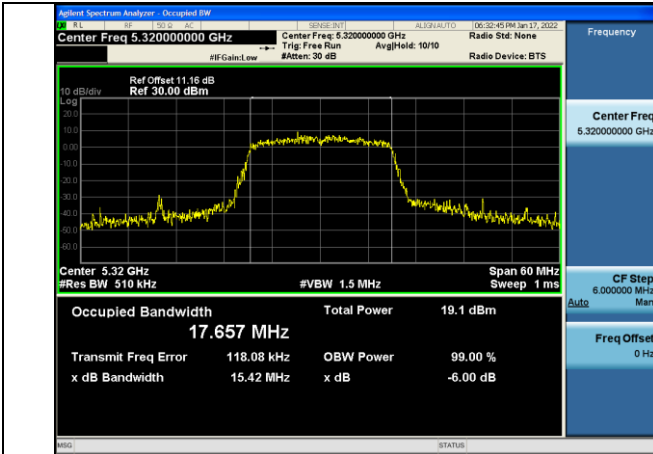 Agilent Spectrum Analyzer - Occupied BW
RL RF 50 Ω AC SENSE:INT ALIGNAUTO 06:32:45 PM Jan 17, 2022
Center Freq 5.320000000 GHz
Center Freq: 5.320000000 GHz Radio Std: None
Trig: Free Run Avg|Hold: 10/10
#IFGain:Low #Atten: 30 dB Radio Device: BTS
Ref Offset 11.16 dB
10 dB/div Ref 30.00 dBm
Log
20.0
10.0
0.00
-10.0
-20.0
-30.0
-40.0
-50.0
-60.0
Center 5.32 GHz Span 60 MHz
#Res BW 510 kHz #VBW 1.5 MHz Sweep 1 ms
Occupied Bandwidth Total Power 19.1 dBm
17.657 MHz
Transmit Freq Error 118.08 kHz OBW Power 99.00 %
x dB Bandwidth 15.42 MHz x dB -6.00 dB
MSG STATUS
Frequency
Center Freq
5.320000000 GHz
CF Step
6.000000 MHz
Auto Man
Freq Offset
0 Hz